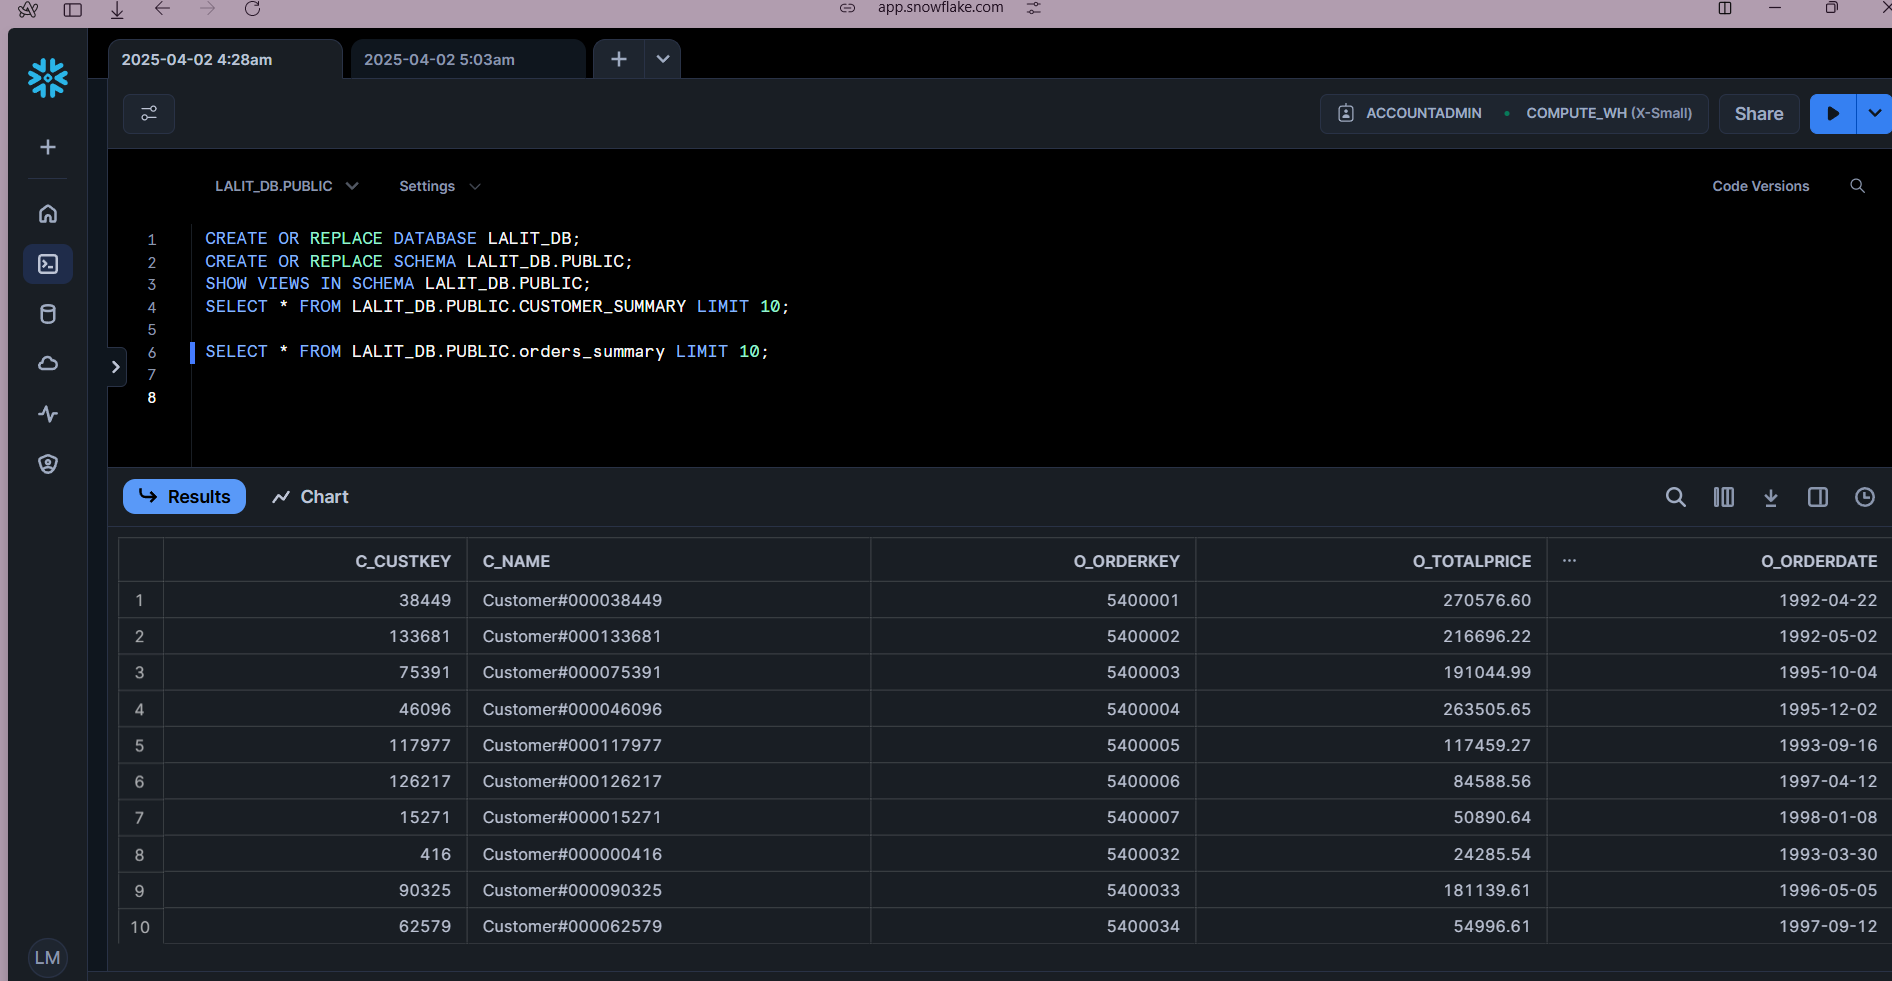 app.snowflake.com
2025-04-02 4:28am 2025-04-02 5:03am
ACCOUNTADMIN • COMPUTE_WH (X-Small) Share
LALIT_DB.PUBLIC Settings Code Versions
1 CREATE OR REPLACE DATABASE LALIT_DB;
2 CREATE OR REPLACE SCHEMA LALIT_DB.PUBLIC;
3 SHOW VIEWS IN SCHEMA LALIT_DB.PUBLIC;
4 SELECT * FROM LALIT_DB.PUBLIC.CUSTOMER_SUMMARY LIMIT 10;
5
6 SELECT * FROM LALIT_DB.PUBLIC.orders_summary LIMIT 10;
7
8
Results Chart
C_CUSTKEY C_NAME O_ORDERKEY O_TOTALPRICE ... O_ORDERDATE
1 38449 Customer#000038449 5400001 270576.60 1992-04-22
2 133681 Customer#000133681 5400002 216696.22 1992-05-02
3 75391 Customer#000075391 5400003 191044.99 1995-10-04
4 46096 Customer#000046096 5400004 263505.65 1995-12-02
5 117977 Customer#000117977 5400005 117459.27 1993-09-16
6 126217 Customer#000126217 5400006 84588.56 1997-04-12
7 15271 Customer#000015271 5400007 50890.64 1998-01-08
8 416 Customer#000000416 5400032 24285.54 1993-03-30
9 90325 Customer#000090325 5400033 181139.61 1996-05-05
10 62579 Customer#000062579 5400034 54996.61 1997-09-12
LM